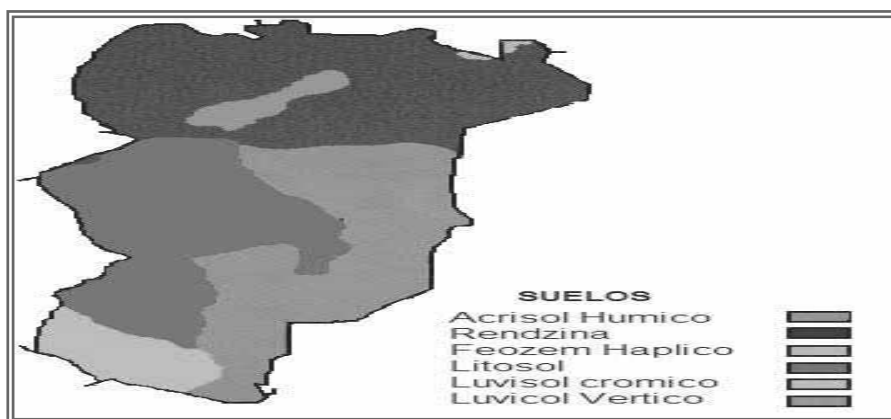 SUELOS
Acrisol Humico
Rendzina
Feozem Haplico
Litosol
Luvisol cromico
Luvicol Vertico